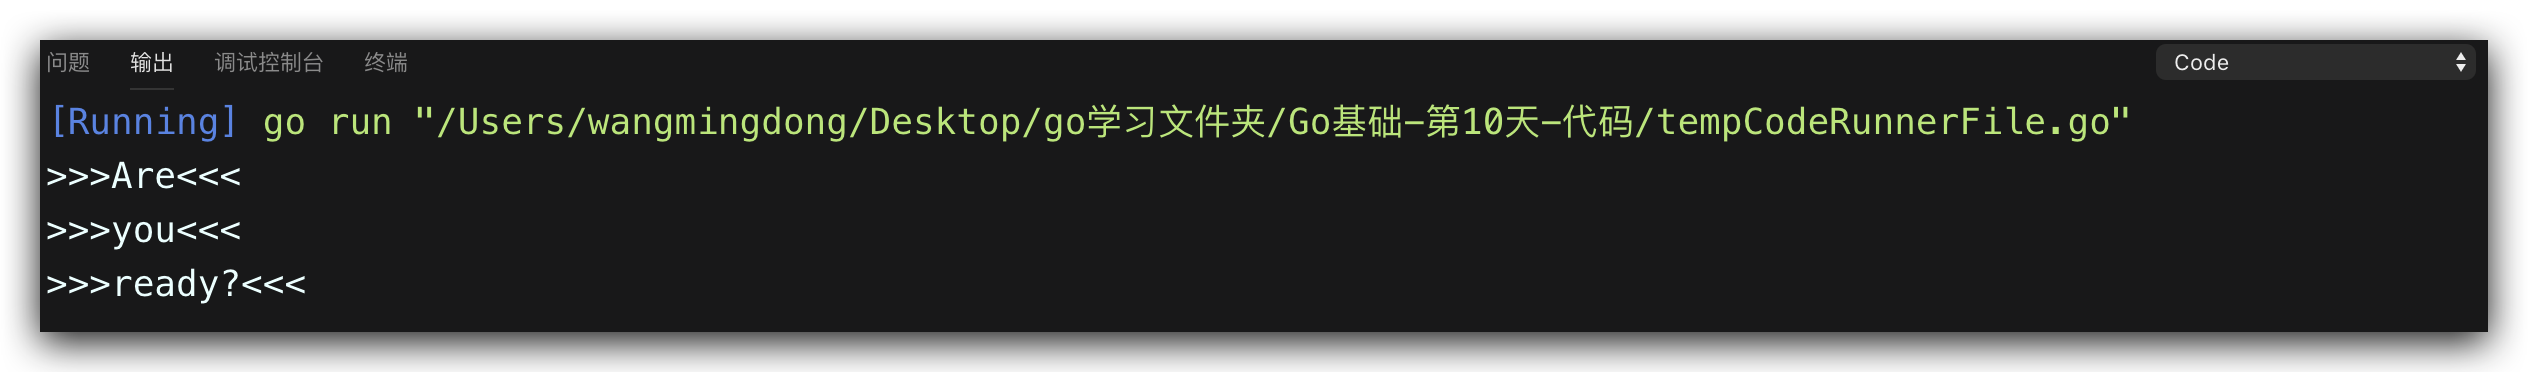 问题 输出 调试控制台 终端 Code
[Running] go run "/Users/wangmingdong/Desktop/go学习文件夹/Go基础-第10天-代码/tempCodeRunnerFile.go"
>>>Are<<<
>>>you<<<
>>>ready?<<<